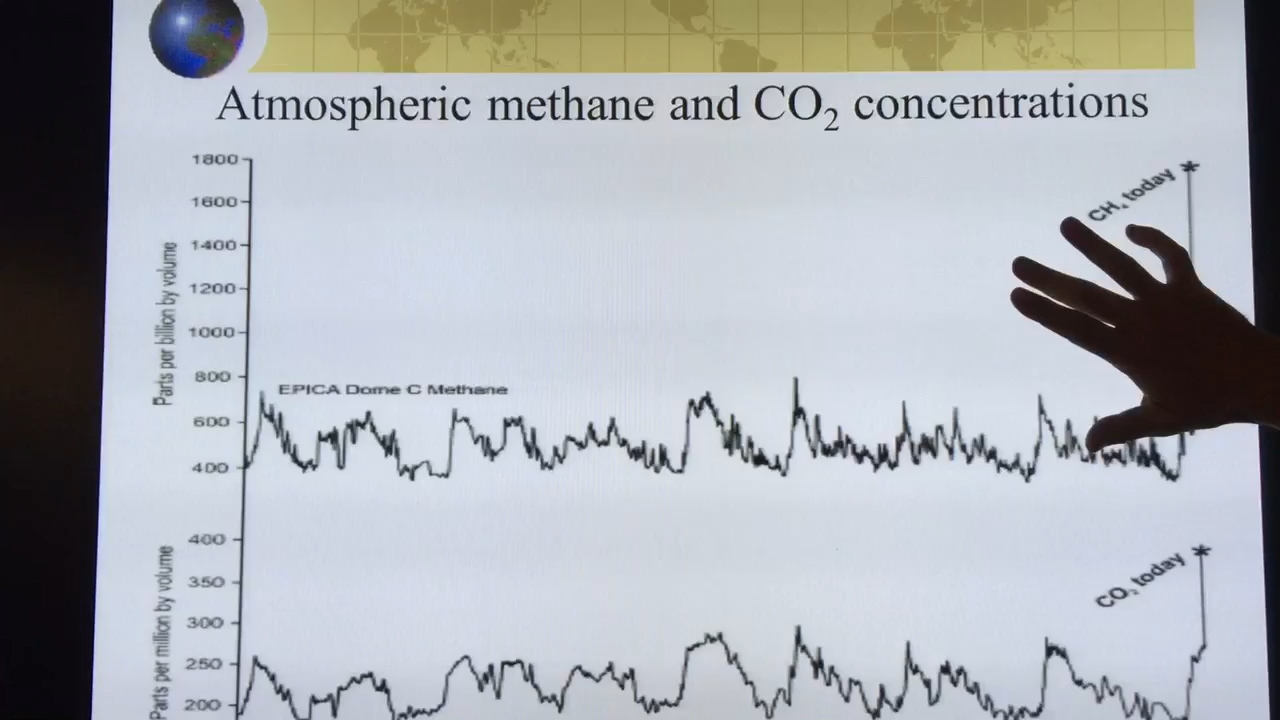 Atmospheric methane and CO₂ concentrations
1800
1600
1400
1200
1000
800
600
400
Parts per billion by volume
CH₄ today
EPICA Dome C Methane
400
350
300
250
200
Parts per million by volume
CO₂ today